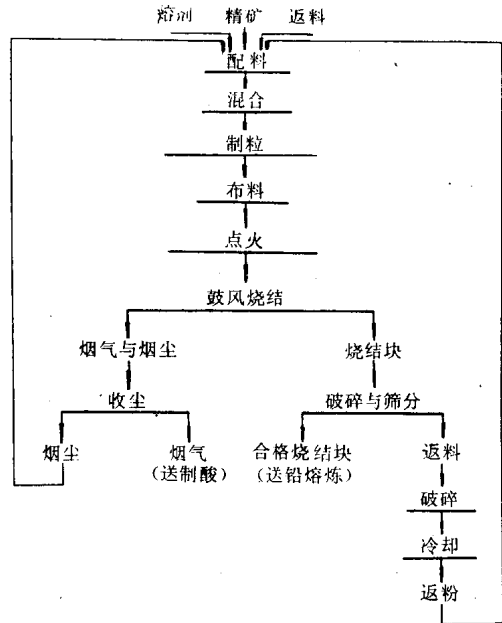 熔剂 精矿 返料
配料
混合
制粒
布料
点火
鼓风烧结
烟气与烟尘 烧结块
收尘 破碎与筛分
烟尘 烟气 合格烧结块 返料
(送制酸) (送铅熔炼)
破碎
冷却
返粉